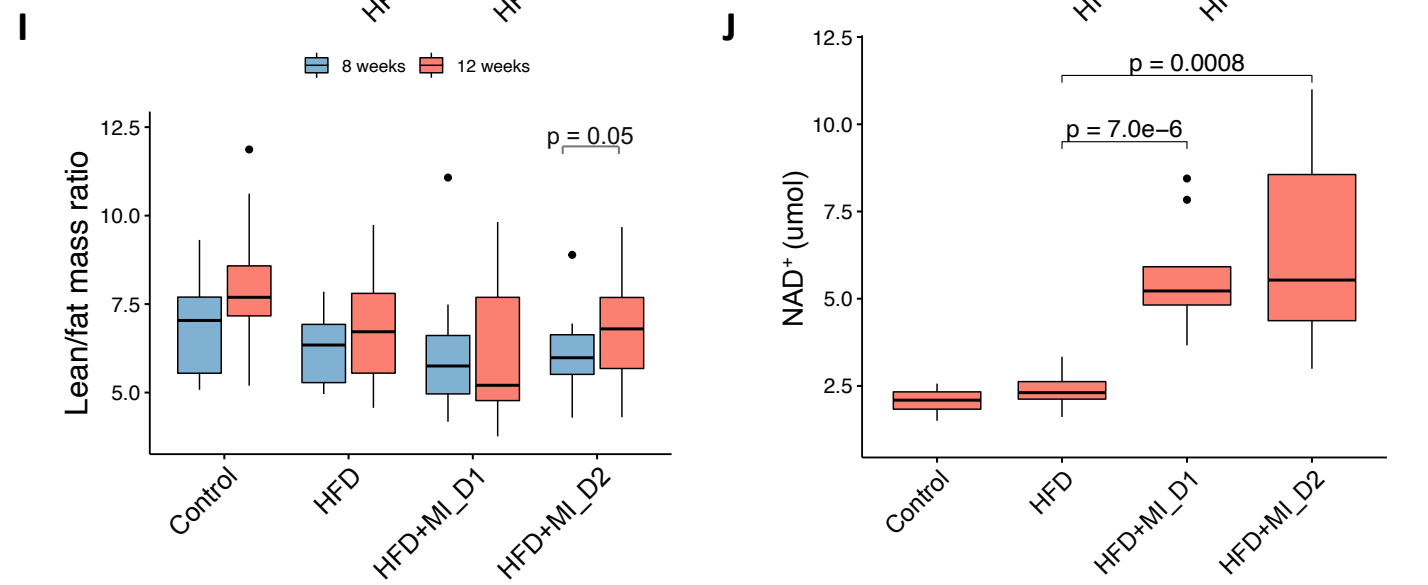 I
J
8 weeks 12 weeks
Lean/fat mass ratio
12.5
10.0
7.5
5.0
p = 0.05
Control
HFD
HFD+MI_D1
HFD+MI_D2
NAD+ (umol)
12.5
10.0
7.5
5.0
2.5
p = 0.0008
p = 7.0e−6
Control
HFD
HFD+MI_D1
HFD+MI_D2